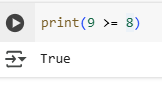 print(9 >= 8)
True